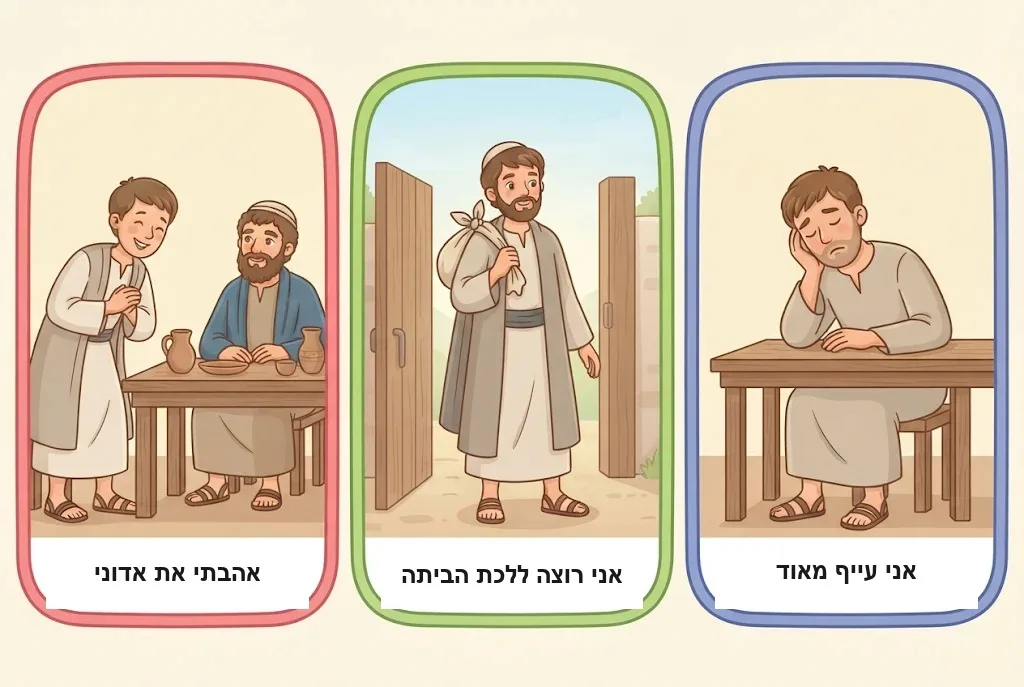 אני עייף מאוד
אני רוצה ללכת הביתה
אהבתי את אדוני